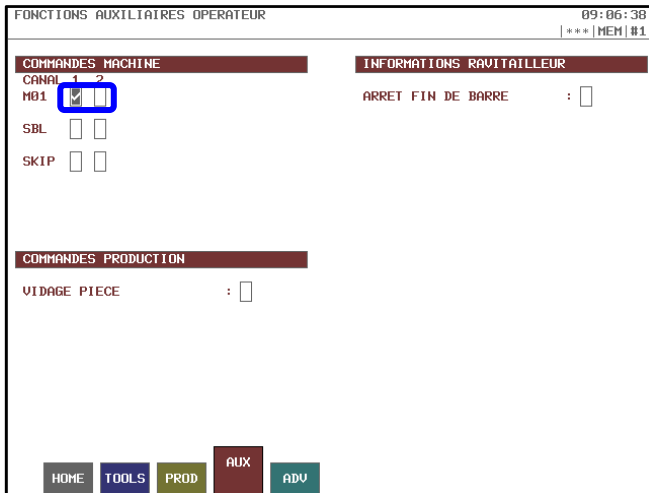 FONCTIONS AUXILIAIRES OPERATEUR 09:06:38
|***|MEM|#1
COMMANDES MACHINE
CANAL 1 2
M01
SBL
SKIP
INFORMATIONS RAVITAILLEUR
ARRET FIN DE BARRE :
COMMANDES PRODUCTION
VIDAGE PIECE :
HOME TOOLS PROD AUX ADV